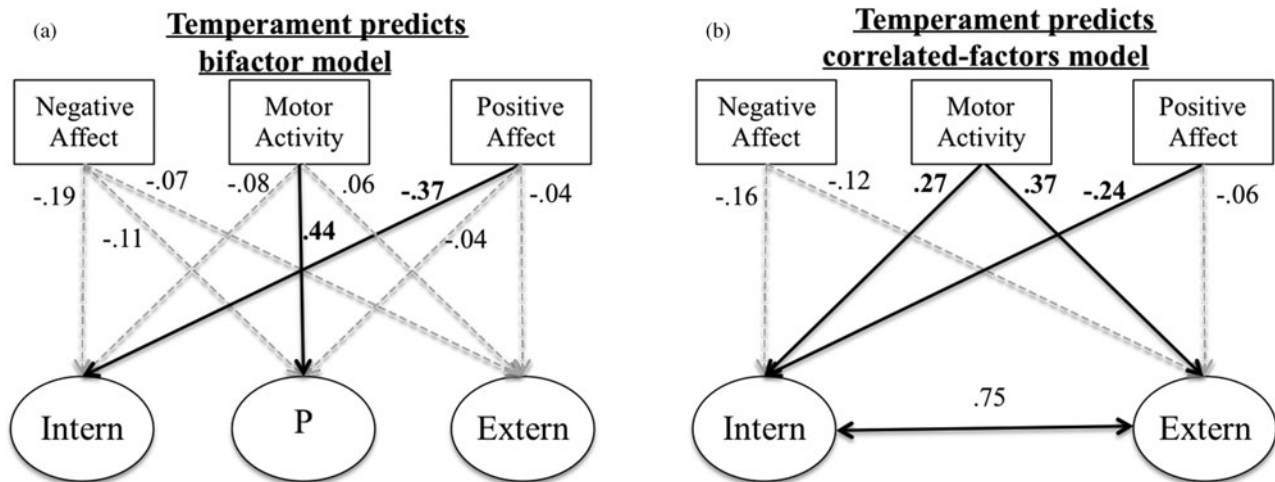 (a)
Temperament predicts
bifactor model
Negative
Affect
Motor
Activity
Positive
Affect
-.19
-.07
-.08
.06
-.37
-.04
-.11
.44
-.04
Intern
P
Extern
(b)
Temperament predicts
correlated-factors model
Negative
Affect
Motor
Activity
Positive
Affect
-.16
-.12
.27
.37
-.24
-.06
.75
Intern
Extern